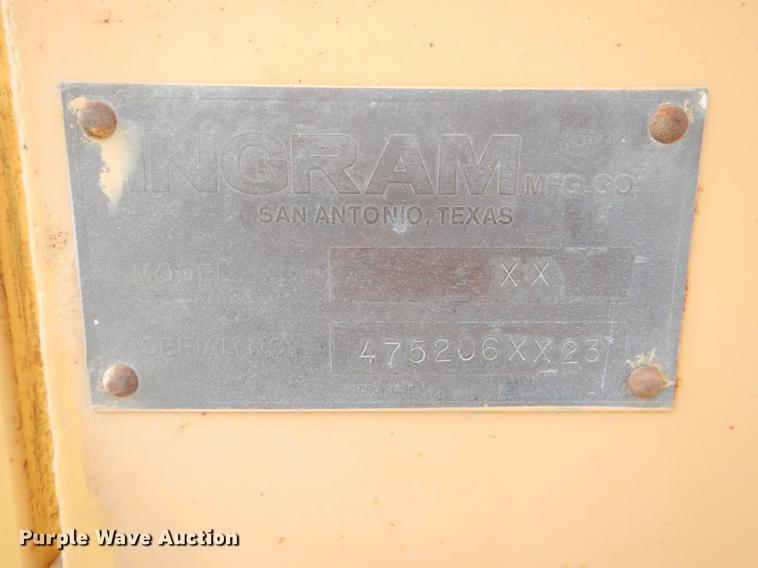 INGRAM MFG. CO.
SAN ANTONIO, TEXAS
MODEL XX
SERIAL NO. 475206XX23
Purple Wave Auction